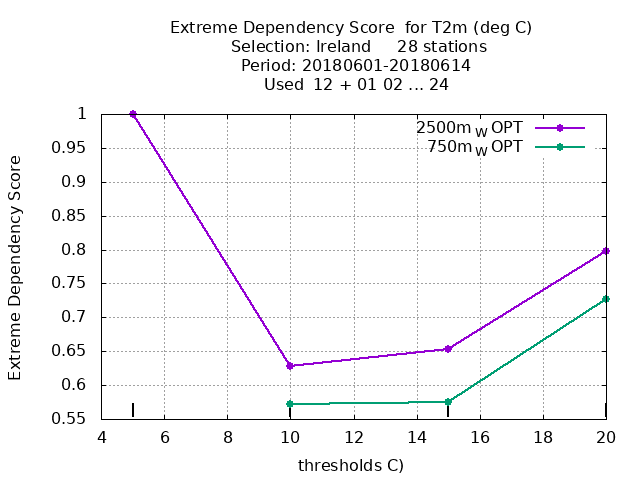 Extreme Dependency Score  for T2m (deg C)
Selection: Ireland     28 stations
Period: 20180601-20180614
Used  12 + 01 02 ... 24
Extreme Dependency Score
1
0.95
0.9
0.85
0.8
0.75
0.7
0.65
0.6
0.55
2500m W OPT
750m W OPT
4 6 8 10 12 14 16 18 20
thresholds C)